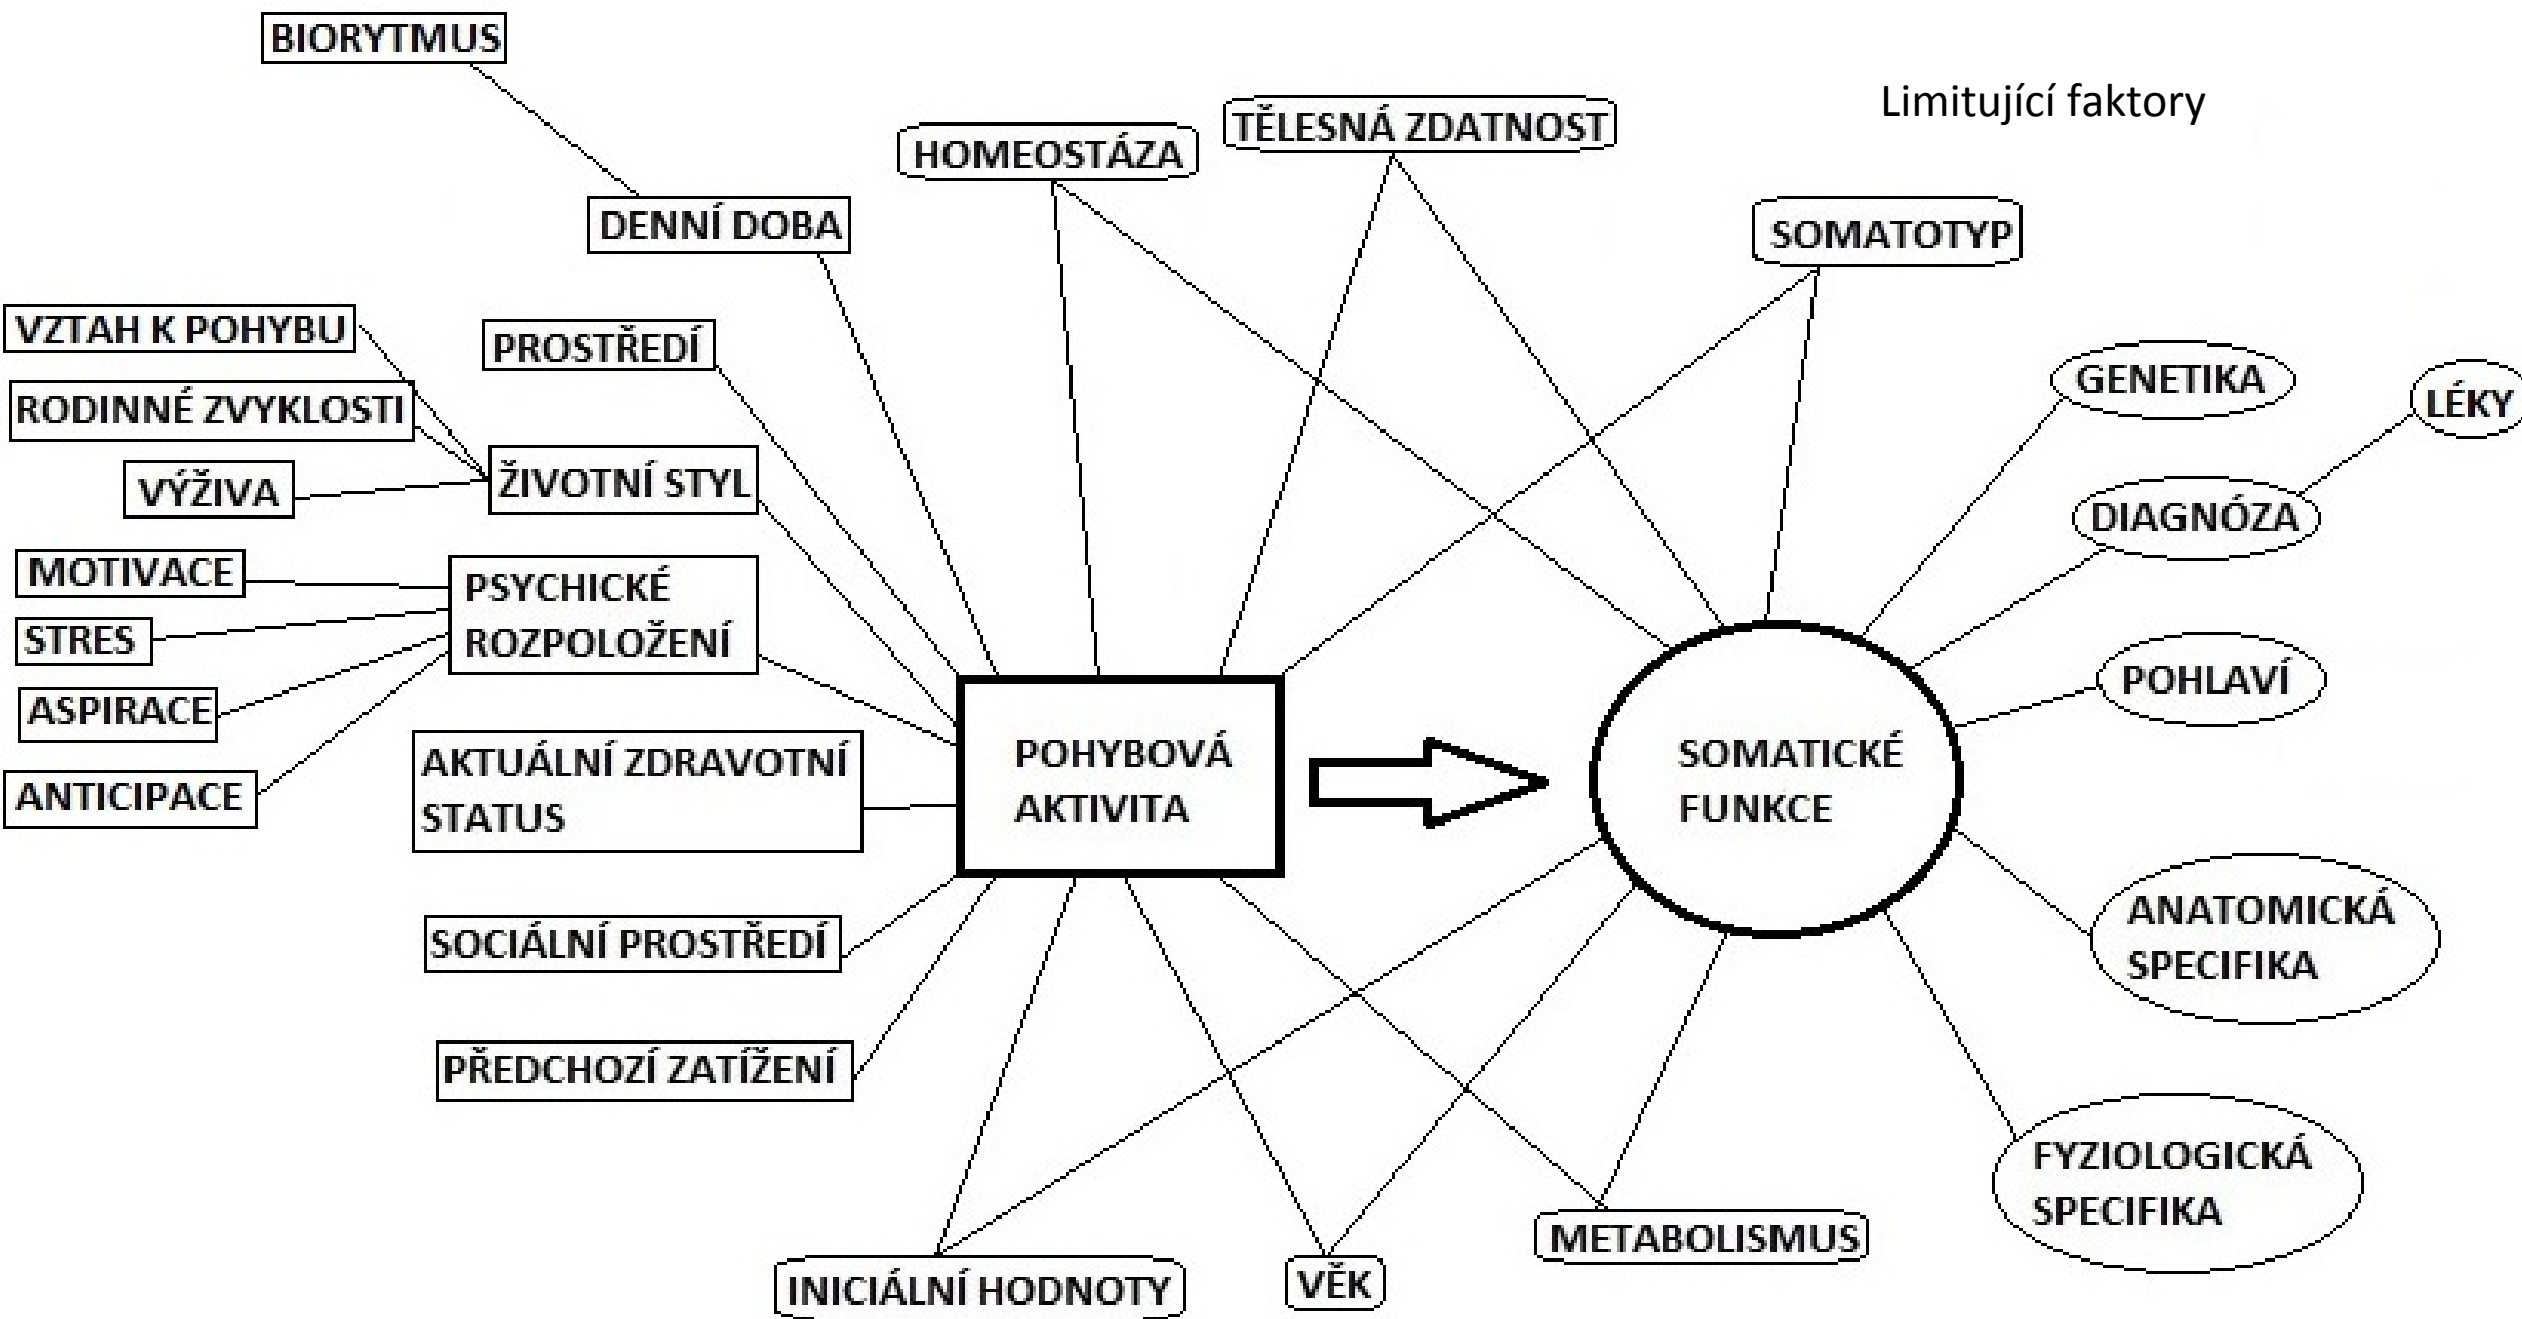 BIORYTMUS
Limitující faktory
HOMEOSTÁZA
TĚLESNÁ ZDATNOST
DENNÍ DOBA
SOMATOTYP
VZTAH K POHYBU
PROSTŘEDÍ
GENETIKA
LÉKY
RODINNÉ ZVYKLOSTI
VÝŽIVA
ŽIVOTNÍ STYL
DIAGNÓZA
MOTIVACE
PSYCHICKÉ
ROZPOLOŽENÍ
STRES
ASPIRACE
POHLAVÍ
ANTICIPACE
AKTUÁLNÍ ZDRAVOTNÍ
STATUS
POHYBOVÁ
AKTIVITA
SOMATICKÉ
FUNKCE
SOCIÁLNÍ PROSTŘEDÍ
ANATOMICKÁ
SPECIFIKA
PŘEDCHOZÍ ZATÍŽENÍ
FYZIOLOGICKÁ
SPECIFIKA
METABOLISMUS
INICIÁLNÍ HODNOTY
VĚK